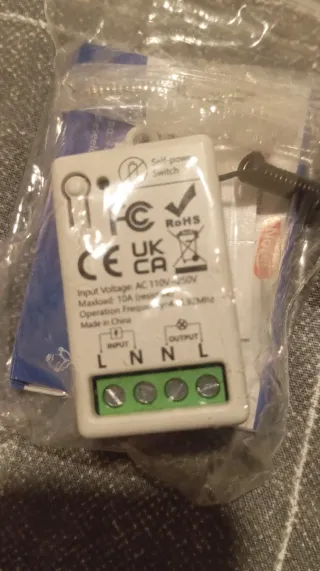 Self-power
Switch
FC
RoHS
CE UK
CA
Input Voltage: AC 110V~250V
Maxload: 10A
Operation
Made in China
INPUT OUTPUT
L N N L